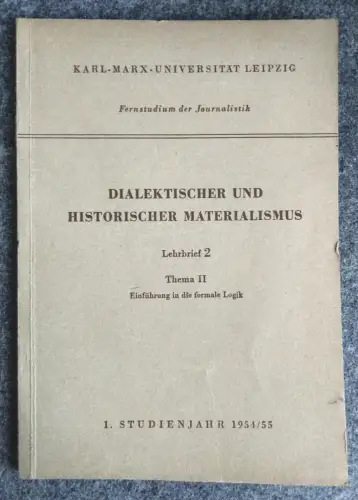 KARL-MARX-UNIVERSITÄT LEIPZIG
Fernstudium der Journalistik
DIALEKTISCHER UND
HISTORISCHER MATERIALISMUS
Lehrbrief 2
Thema II
Einführung in die formale Logik
1. STUDIENJAHR 1954/55